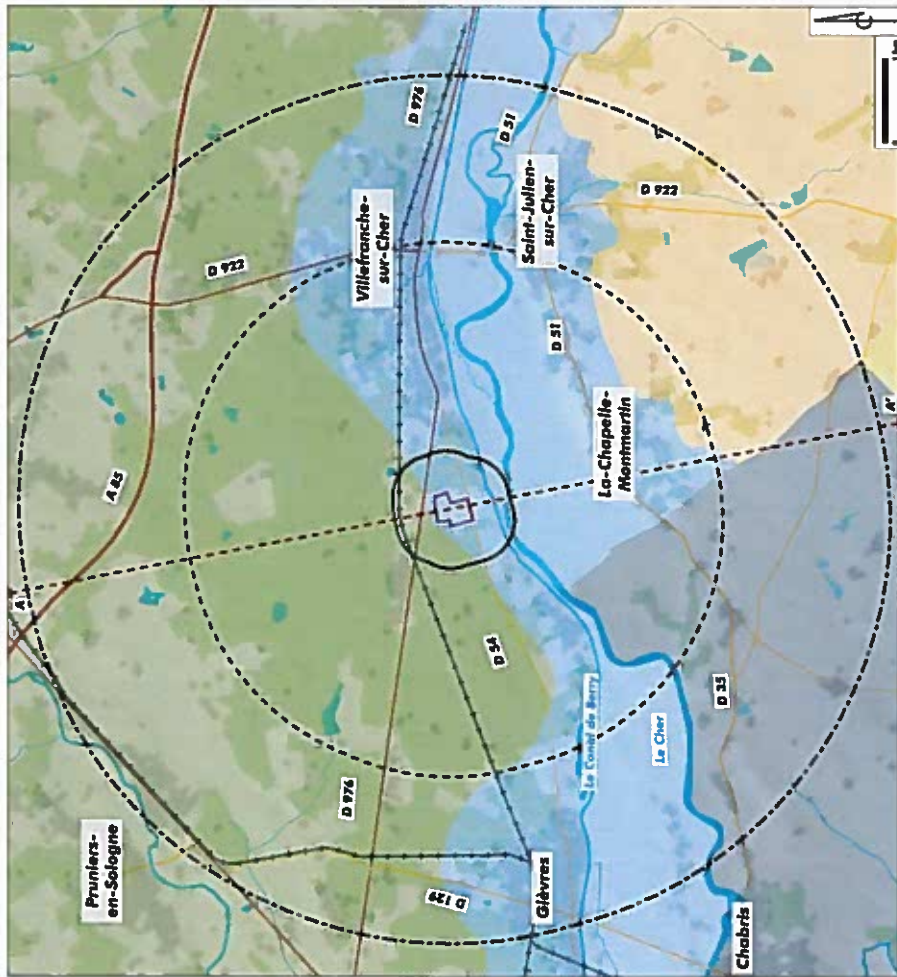 Pruniers-
en-Sologne
A
A 85
D 922
D 976
D 976
D 129
D 54
Villefranche-
sur-Cher
D 51
Saint-Julien-
sur-Cher
D 922
D 51
La-Chapelle-
Montmartin
Le Canal de Berry
Le Cher
D 35
Gièvres
Chabris
A'